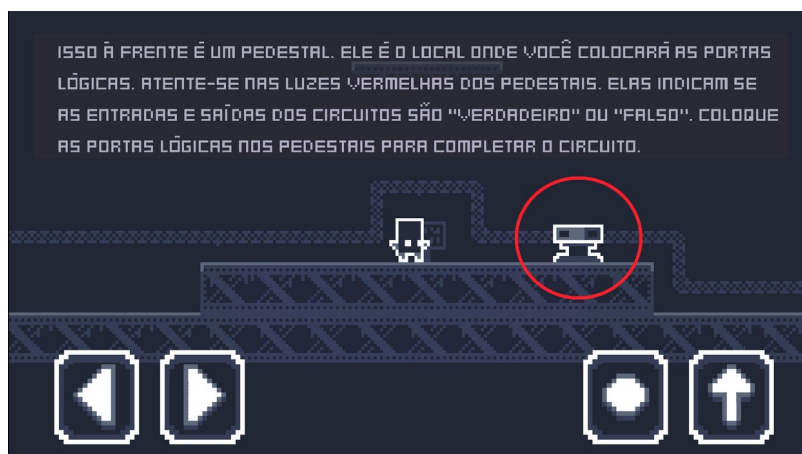 ISSO À FRENTE É UM PEDESTAL. ELE É O LOCAL ONDE VOCÊ COLOCARÁ AS PORTAS
LÓGICAS. ATENTE-SE NAS LUZES VERMELHAS DOS PEDESTAIS. ELAS INDICAM SE
AS ENTRADAS E SAÍDAS DOS CIRCUITOS SÃO "VERDADEIRO" OU "FALSO". COLOQUE
AS PORTAS LÓGICAS NOS PEDESTAIS PARA COMPLETAR O CIRCUITO.